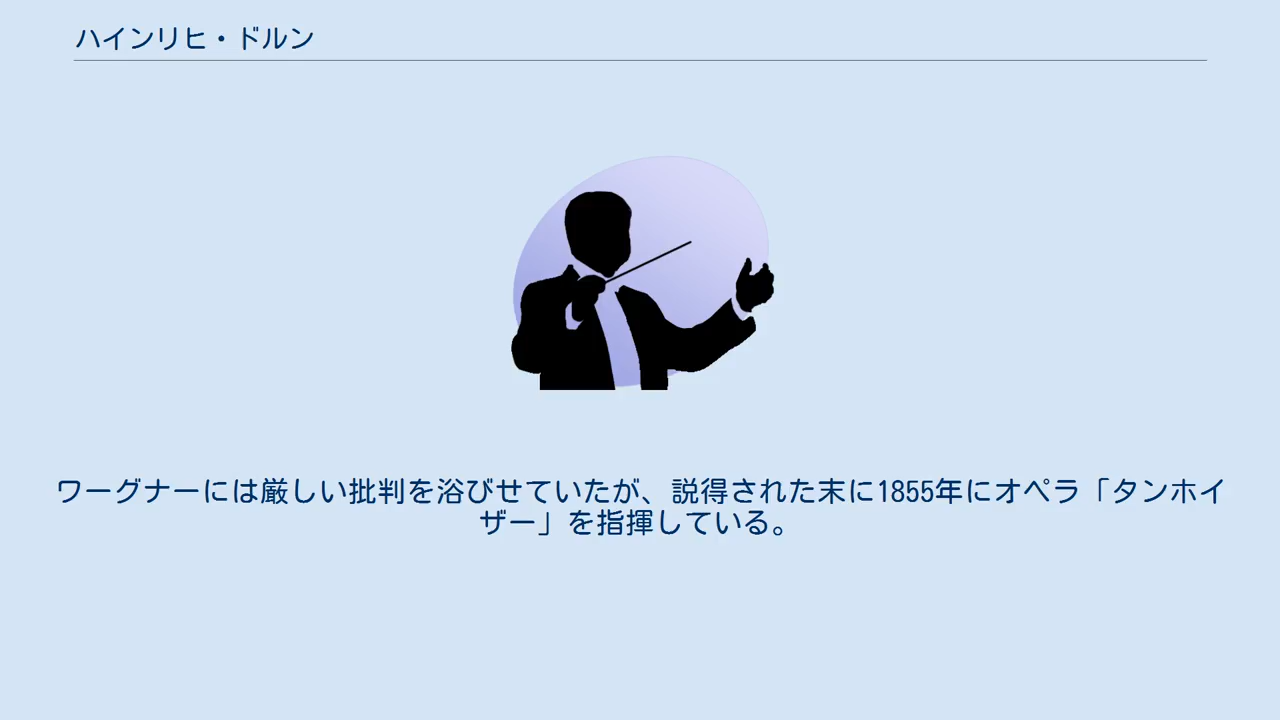 ハインリヒ・ドルン
ワーグナーには厳しい批判を浴びせていたが、説得された末に1855年にオペラ「タンホイ
ザー」を指揮している。